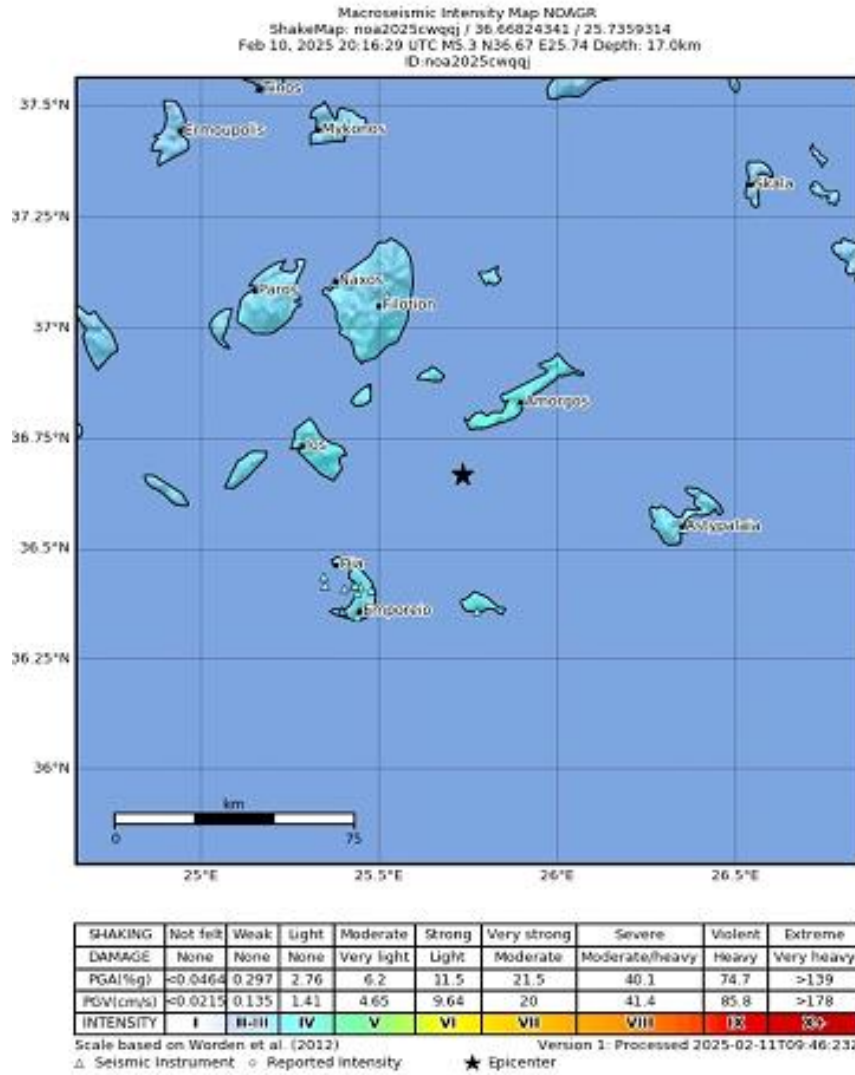 Macroseismic Intensity Map NOAGR
ShakeMap: noa2025cwqqj / 36.66824341 / 25.7359314
Feb 10, 2025 20:16:29 UTC M5.3 N36.67 E25.74 Depth: 17.0km
ID:noa2025cwqqj
37.5°N
Tinos
Ermoupolis
Mykonos
Skala
37.25°N
Naxos
Paros
Filotion
37°N
Amorgos
36.75°N
Ios
Astypalaia
36.5°N
Oia
Emporeio
36.25°N
36°N
km
0
75
25°E
25.5°E
26°E
26.5°E
SHAKING Not felt Weak Light Moderate Strong Very strong Severe Violent Extreme
DAMAGE None None None Very light Light Moderate Moderate/heavy Heavy Very heavy
PGA(%g) <0.0464 0.297 2.76 6.2 11.5 21.5 40.1 74.7 >139
PGV(cm/s) <0.0215 0.135 1.41 4.65 9.64 20 41.4 85.8 >178
INTENSITY I II-III IV V VI VII VIII IX X+
Scale based on Worden et al. (2012)
Version 1: Processed 2025-02-11T09:46:23Z
△ Seismic Instrument ○ Reported Intensity ★ Epicenter